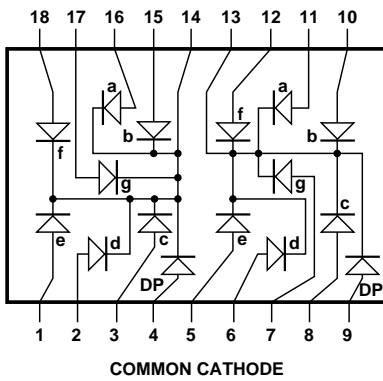 18 17 16 15 14 13 12 11 10
a a
f b f b
g g
e d c e d c
DP DP
1 2 3 4 5 6 7 8 9
COMMON CATHODE